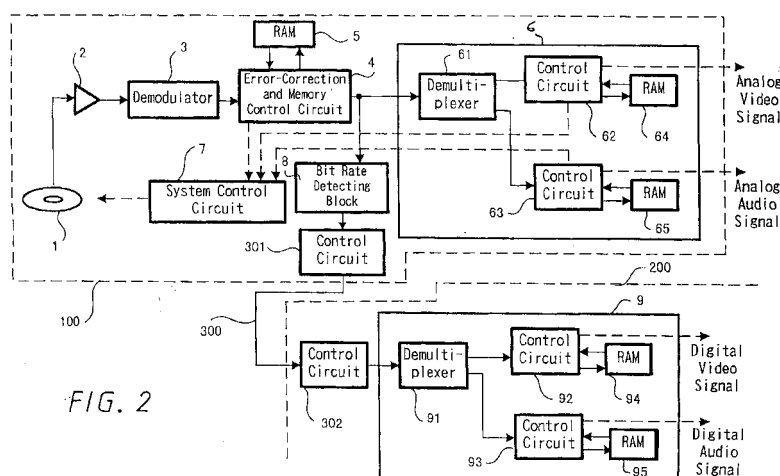 RAM
5
6
2
3
4
61
Demodulator
Error-Correction
and Memory
Control Circuit
Demulti-
plexer
Control
Circuit
RAM
Analog
Video
Signal
62
64
7
8
System Control
Circuit
Bit Rate
Detecting
Block
Control
Circuit
RAM
Analog
Audio
Signal
63
65
1
301
Control
Circuit
100
200
300
9
Control
Circuit
Demulti-
plexer
Control
Circuit
RAM
Digital
Video
Signal
302
91
92
94
FIG. 2
Control
Circuit
RAM
Digital
Audio
Signal
93
95